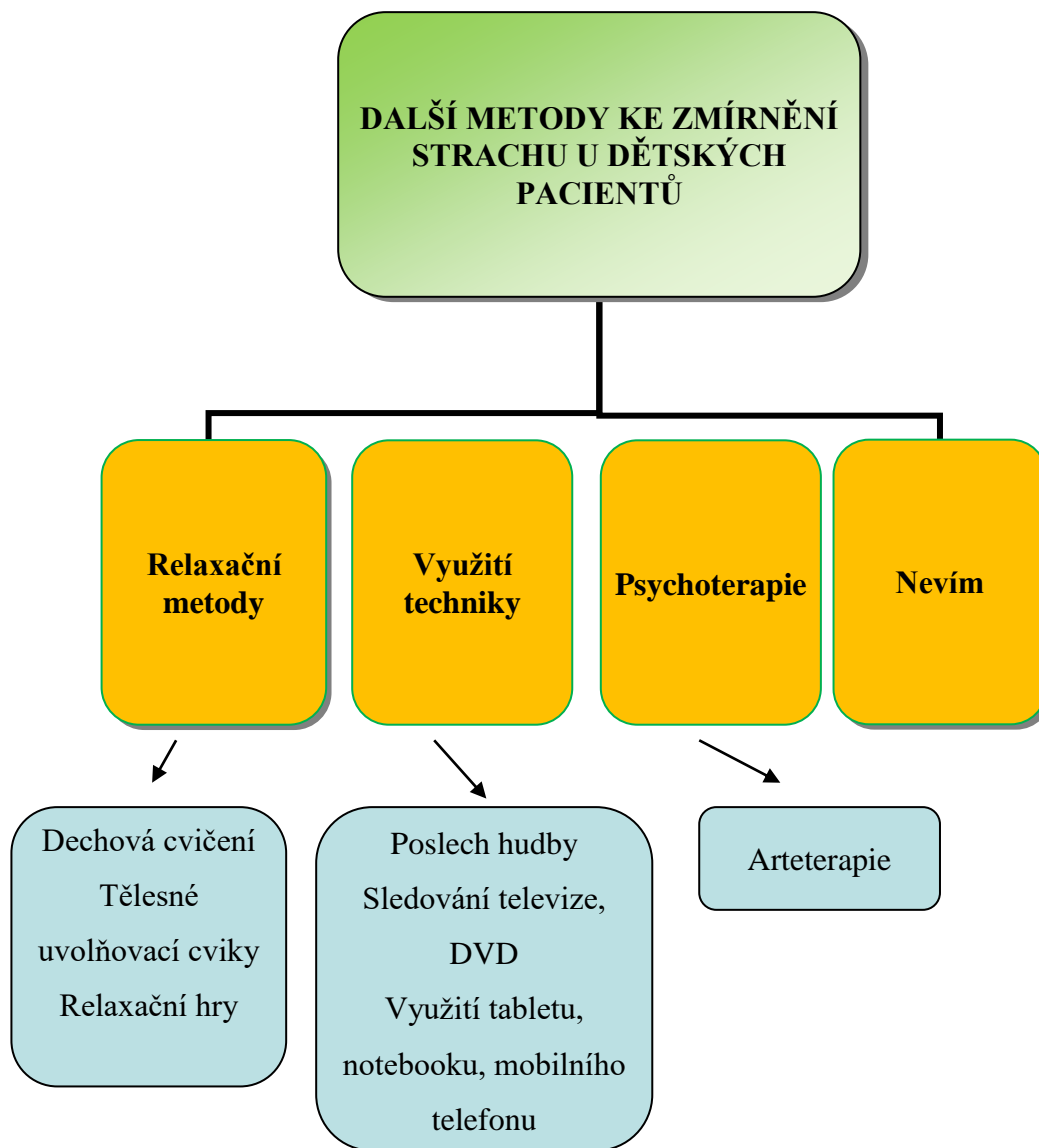 DALŠÍ METODY KE ZMÍRNĚNÍ
STRACHU U DĚTSKÝCH
PACIENTŮ
Relaxační
metody
Využití
techniky
Psychoterapie
Nevím
Dechová cvičení
Tělesné
uvolňovací cviky
Relaxační hry
Poslech hudby
Sledování televize,
DVD
Využití tabletu,
notebooku, mobilního
telefonu
Arteterapie